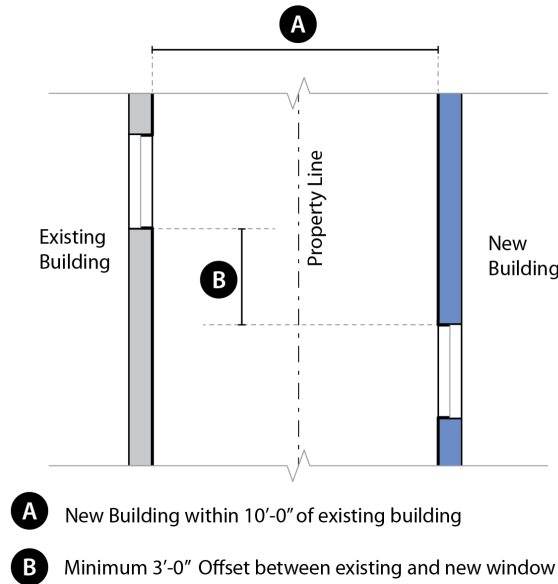 A
Property Line
Existing
Building
B
New
Building
A New Building within 10'-0" of existing building
B Minimum 3'-0" Offset between existing and new window